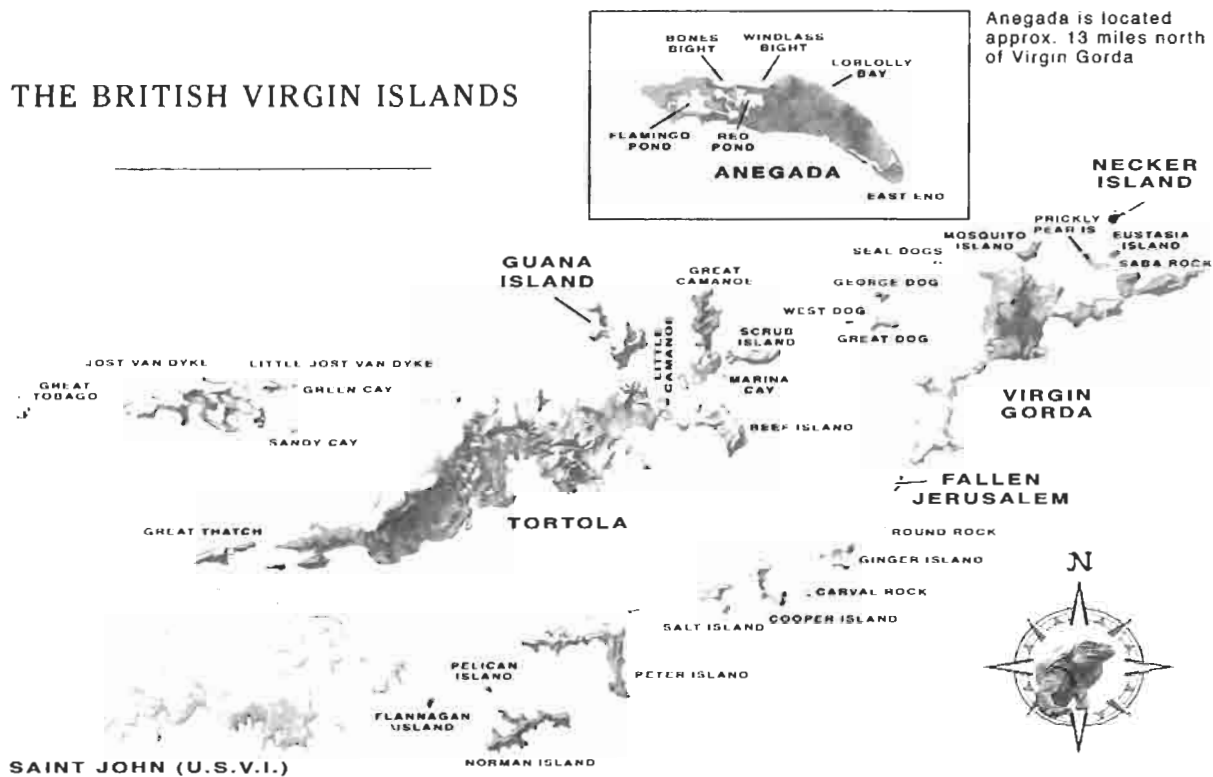 Anegada is located
approx. 13 miles north
of Virgin Gorda
THE BRITISH VIRGIN ISLANDS
BONES
BIGHT
WINDLASS
BIGHT
LOBLOLLY
BAY
FLAMINGO
POND
RED
POND
ANEGADA
EAST END
NECKER
ISLAND
PRICKLY
PEAR IS
MOSQUITO
ISLAND
EUSTASIA
ISLAND
SABA ROCK
SEAL DOGS
GEORGE DOG
WEST DOG
GREAT DOG
GUANA
ISLAND
GREAT
CAMANOE
LITTLE
CAMANOE
SCRUB
ISLAND
MARINA
CAY
JOST VAN DYKE
LITTLE JOST VAN DYKE
GREAT
TOBAGO
GREEN CAY
SANDY CAY
BEEF ISLAND
VIRGIN
GORDA
FALLEN
JERUSALEM
TORTOLA
GREAT THATCH
ROUND ROCK
GINGER ISLAND
CARVAL ROCK
COOPER ISLAND
SALT ISLAND
N
PELICAN
ISLAND
PETER ISLAND
FLANNAGAN
ISLAND
NORMAN ISLAND
SAINT JOHN (U.S.V.I.)